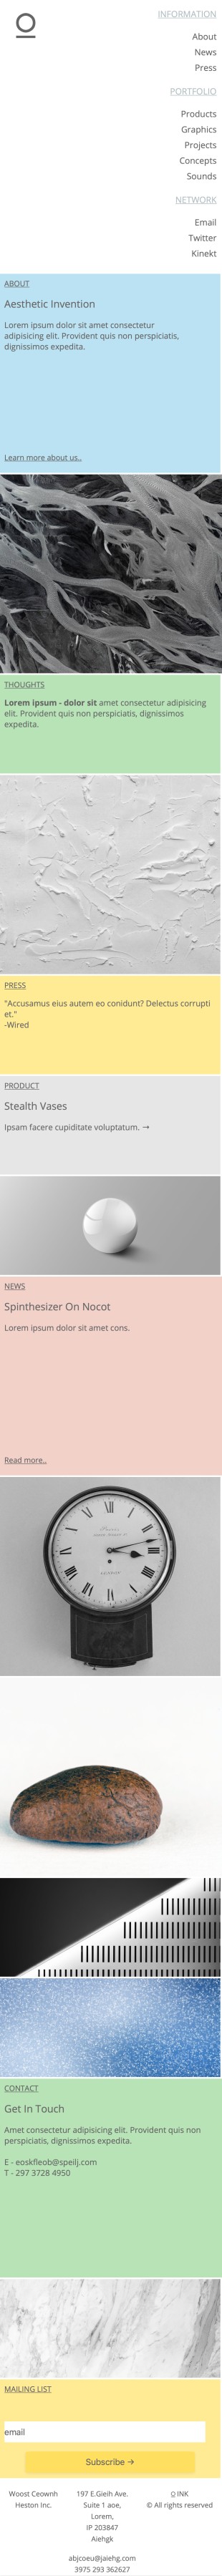 INFORMATION
About
News
Press
PORTFOLIO
Products
Graphics
Projects
Concepts
Sounds
NETWORK
Email
Twitter
Kinekt
ABOUT
Aesthetic Invention
Lorem ipsum dolor sit amet consectetur
adipisicing elit. Provident quis non perspiciatis,
dignissimos expedita.
Learn more about us..
THOUGHTS
Lorem ipsum - dolor sit amet consectetur adipisicing
elit. Provident quis non perspiciatis, dignissimos
expedita.
PRESS
"Accusamus eius autem eo conidunt? Delectus corrupti
et."
-Wired
PRODUCT
Stealth Vases
Ipsam facere cupiditate voluptatum. →
NEWS
Spinthesizer On Nocot
Lorem ipsum dolor sit amet cons.
Read more..
CONTACT
Get In Touch
Amet consectetur adipisicing elit. Provident quis non
perspiciatis, dignissimos expedita.
E - eoskfleob@speilj.com
T - 297 3728 4950
MAILING LIST
email
Subscribe →
Woost Ceownh
Heston Inc.
197 E.Gieih Ave.
Suite 1 aoe,
Lorem,
IP 203847
Aiehgk
O INK
© All rights reserved
abjcoeu@jaiehg.com
3975 293 362627